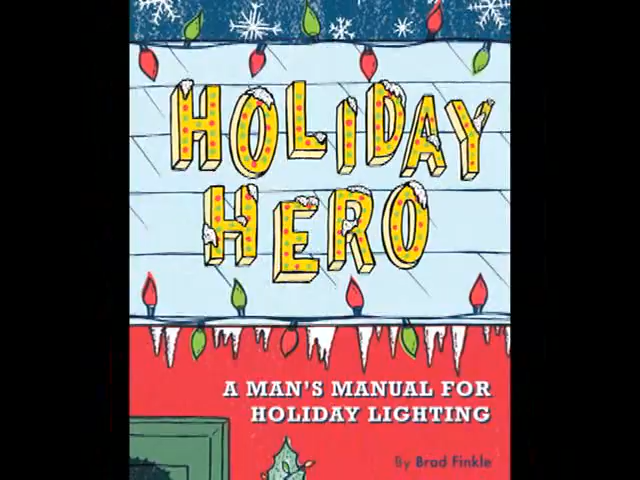 HOLIDAY
HERO
A MAN'S MANUAL FOR
HOLIDAY LIGHTING
By Brad Finkle